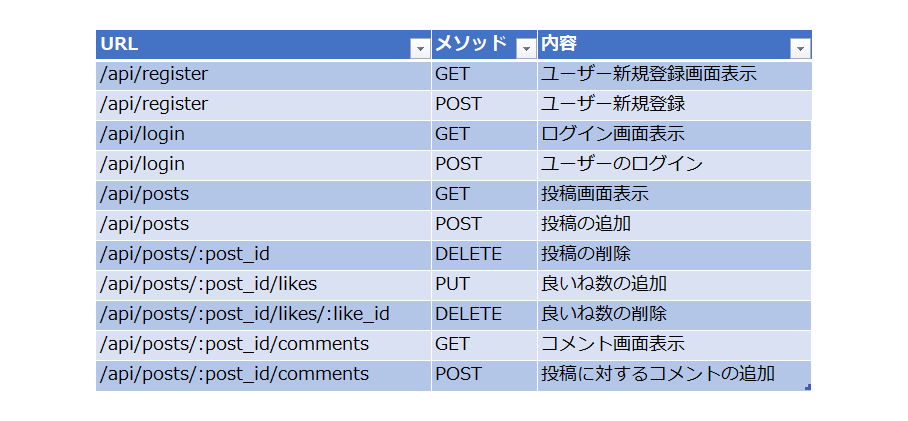 URL メソッド 内容
/api/register GET ユーザー新規登録画面表示
/api/register POST ユーザー新規登録
/api/login GET ログイン画面表示
/api/login POST ユーザーのログイン
/api/posts GET 投稿画面表示
/api/posts POST 投稿の追加
/api/posts/:post_id DELETE 投稿の削除
/api/posts/:post_id/likes PUT 良いね数の追加
/api/posts/:post_id/likes/:like_id DELETE 良いね数の削除
/api/posts/:post_id/comments GET コメント画面表示
/api/posts/:post_id/comments POST 投稿に対するコメントの追加